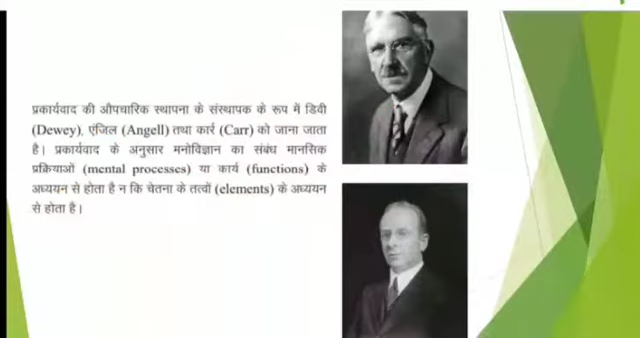 प्रकार्यवाद की औपचारिक स्थापना के संस्थापक के रूप में डिवी
(Dewey), एंजिल (Angell) तथा कार्र (Carr) को जाना जाता
है। प्रकार्यवाद के अनुसार मनोविज्ञान का संबंध मानसिक
प्रक्रियाओं (mental processes) या कार्य (functions) के
अध्ययन से होता है न कि चेतना के तत्वों (elements) के अध्ययन
से होता है।